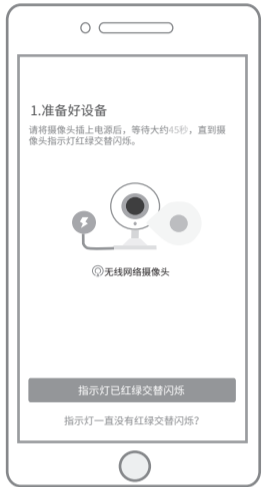 1.准备好设备
请将摄像头插上电源后，等待大约45秒，直到摄
像头指示灯红绿交替闪烁。
无线网络摄像头
指示灯已红绿交替闪烁
指示灯一直没有红绿交替闪烁?